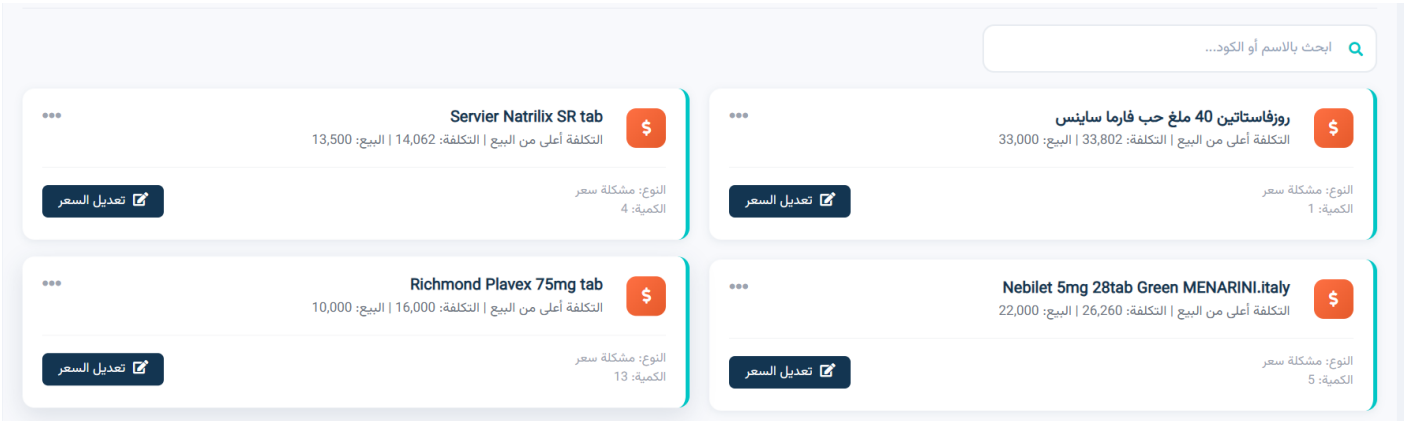 ابحث بالاسم أو الكود...
روزفاستاتين 40 ملغ حب فارما ساينس
التكلفة أعلى من البيع | التكلفة: 33,802 | البيع: 33,000
النوع: مشكلة سعر
الكمية: 1
تعديل السعر
Servier Natrilix SR tab
التكلفة أعلى من البيع | التكلفة: 14,062 | البيع: 13,500
النوع: مشكلة سعر
الكمية: 4
تعديل السعر
Nebilet 5mg 28tab Green MENARINI.italy
التكلفة أعلى من البيع | التكلفة: 26,260 | البيع: 22,000
النوع: مشكلة سعر
الكمية: 5
تعديل السعر
Richmond Plavex 75mg tab
التكلفة أعلى من البيع | التكلفة: 16,000 | البيع: 10,000
النوع: مشكلة سعر
الكمية: 13
تعديل السعر